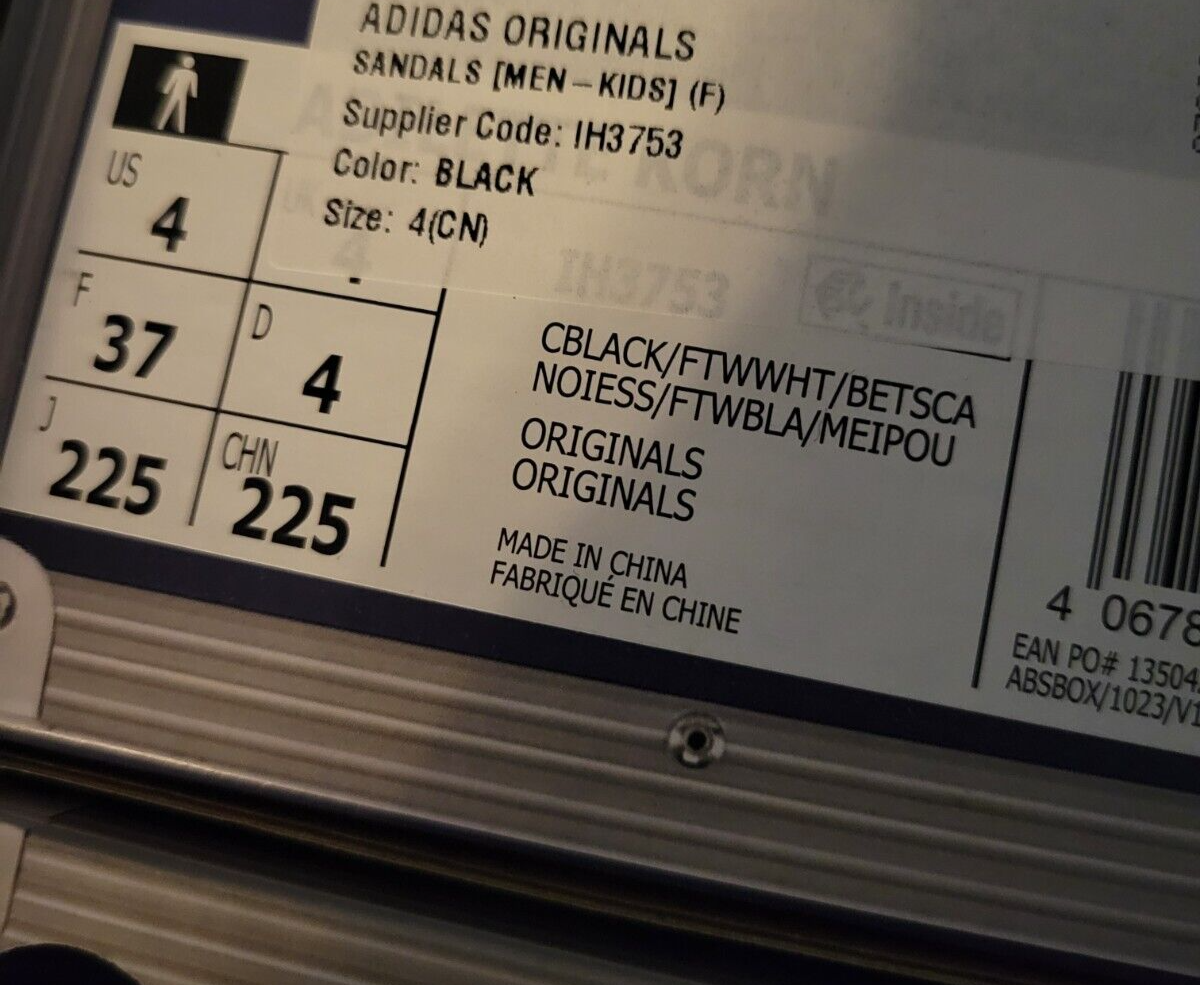 ADIDAS ORIGINALS
SANDALS [MEN – KIDS] (F)
Supplier Code: IH3753
Color: BLACK
Size: 4(CN)
KORN
IH3753
Inside
US
4
UK
4
F
37
D
4
J
225
CHN
225
CBLACK/FTWWHT/BETSCA
NOIESS/FTWBLA/MEIPOU
ORIGINALS
ORIGINALS
MADE IN CHINA
FABRIQUÉ EN CHINE
4 0678
EAN PO# 13504
ABSBOX/1023/V1